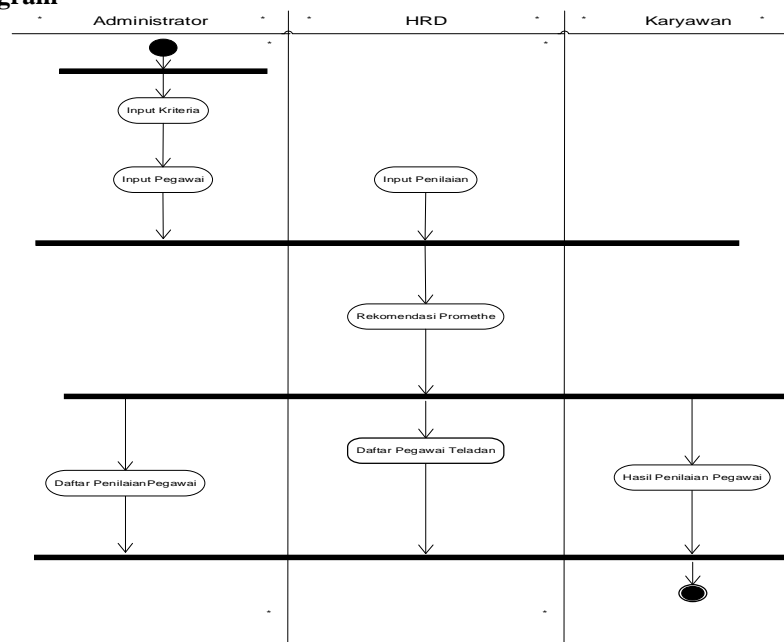 gram
Administrator
HRD
Karyawan
Input Kriteria
Input Pegawai
Input Penilaian
Rekomendasi Promethe
Daftar Pegawai Teladan
Daftar PenilaianPegawai
Hasil Penilaian Pegawai